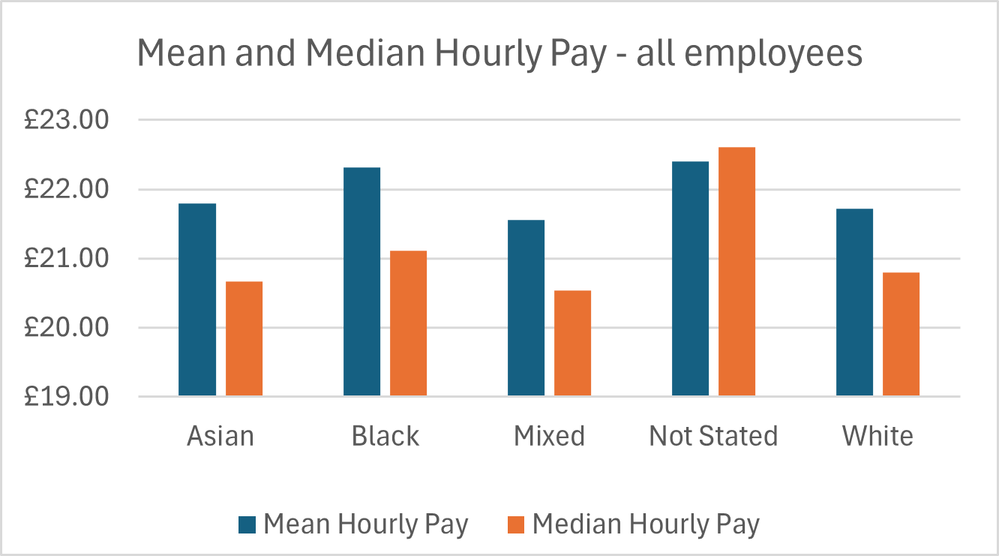 Mean and Median Hourly Pay - all employees
£23.00
£22.00
£21.00
£20.00
£19.00
Asian Black Mixed Not Stated White
Mean Hourly Pay Median Hourly Pay